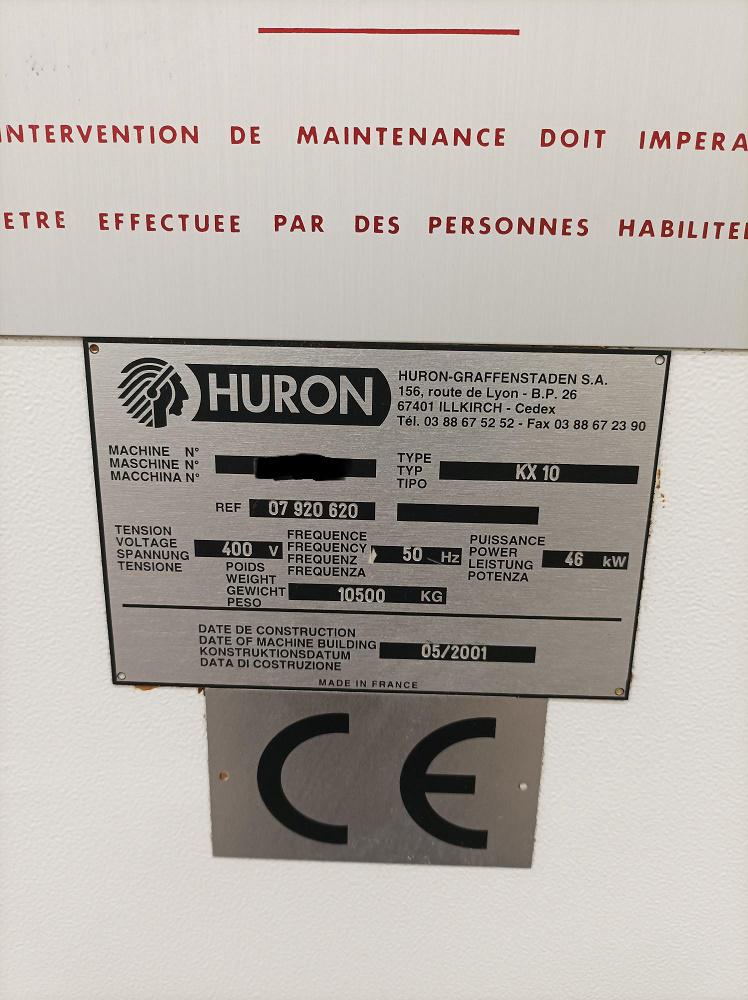 INTERVENTION DE MAINTENANCE DOIT IMPERA
ETRE EFFECTUEE PAR DES PERSONNES HABILITE
HURON
HURON-GRAFFENSTADEN S.A.
156, route de Lyon - B.P. 26
67401 ILLKIRCH - Cedex
Tél. 03 88 67 52 52 - Fax 03 88 67 23 90
MACHINE N°
MASCHINE N°
MACCHINA N°
TYPE
TYP
TIPO
KX 10
REF 07 920 620
TENSION
VOLTAGE
SPANNUNG
TENSIONE
400 V
FREQUENCE
FREQUENCY
FREQUENZ
FREQUENZA
50 Hz
PUISSANCE
POWER
LEISTUNG
POTENZA
46 kW
POIDS
WEIGHT
GEWICHT
PESO
10500 KG
DATE DE CONSTRUCTION
DATE OF MACHINE BUILDING
KONSTRUKTIONSDATUM
DATA DI COSTRUZIONE
05/2001
MADE IN FRANCE
CE